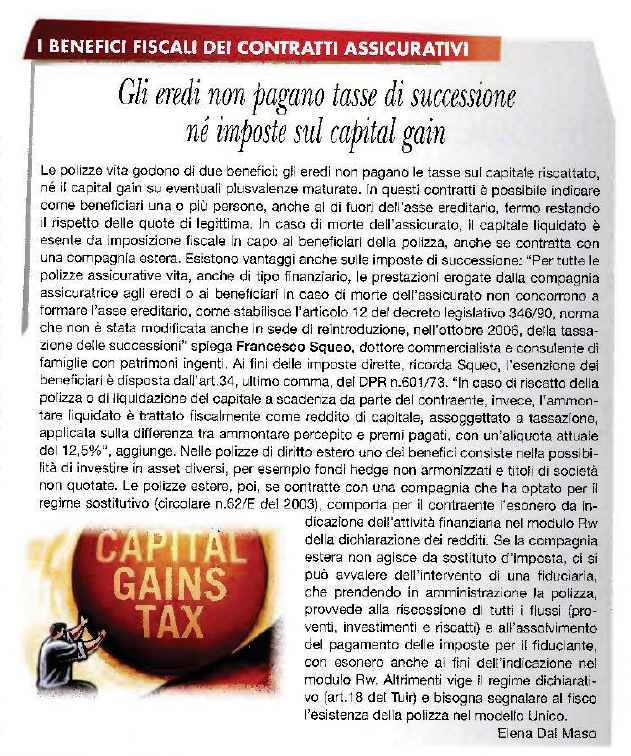 I BENEFICI FISCALI DEI CONTRATTI ASSICURATIVI
Gli eredi non pagano tasse di successione
né imposte sul capital gain
Le polizze vita godono di due benefici: gli eredi non pagano le tasse sul capitale riscattato,
né il capital gain su eventuali plusvalenze maturate. In questi contratti è possibile indicare
come beneficiari una o più persone, anche al di fuori dell'asse ereditario, fermo restando
il rispetto delle quote di legittima. In caso di morte dell'assicurato, il capitale liquidato è
esente da imposizione fiscale in capo ai beneficiari della polizza, anche se contratta con
una compagnia estera. Esistono vantaggi anche sulle imposte di successione: "Per tutte le
polizze assicurative vita, anche di tipo finanziario, le prestazioni erogate dalla compagnia
assicuratrice agli eredi o ai beneficiari in caso di morte dell'assicurato non concorrono a
formare l'asse ereditario, come stabilisce l'articolo 12 del decreto legislativo 346/90, norma
che non è stata modificata anche in sede di reintroduzione, nell'ottobre 2006, della tassa-
zione delle successioni" spiega Francesco Squeo, dottore commercialista e consulente di
famiglie con patrimoni ingenti. Ai fini delle imposte dirette, ricorda Squeo, l'esenzione dei
beneficiari è disposta dall'art.34, ultimo comma, del DPR n.601/73. "In caso di riscatto della
polizza o di liquidazione del capitale a scadenza da parte del contraente, invece, l'ammon-
tare liquidato è trattato fiscalmente come reddito di capitale, assoggettato a tassazione,
applicata sulla differenza tra ammontare percepito e premi pagati, con un'aliquota attuale
del 12,5%", aggiunge. Nelle polizze di diritto estero uno dei benefici consiste nella possibi-
lità di investire in asset diversi, per esempio fondi hedge non armonizzati e titoli di società
non quotate. Le polizze estere, poi, se contratte con una compagnia che ha optato per il
regime sostitutivo (circolare n.62/E del 2003), comporta per il contraente l'esonero da in-
dicazione dell'attività finanziaria nel modulo Rw
della dichiarazione dei redditi. Se la compagnia
estera non agisce da sostituto d'imposta, ci si
può avvalere dell'intervento di una fiduciaria,
che prendendo in amministrazione la polizza,
provvede alla riscossione di tutti i flussi (pro-
venti, investimenti e riscatti) e all'assolvimento
del pagamento delle imposte per il fiduciante,
con esonero anche ai fini dell'indicazione nel
modulo Rw. Altrimenti vige il regime dichiarati-
vo (art.18 del Tuir) e bisogna segnalare al fisco
l'esistenza della polizza nel modello Unico.
Elena Dal Maso
CAPITAL
GAINS
TAX